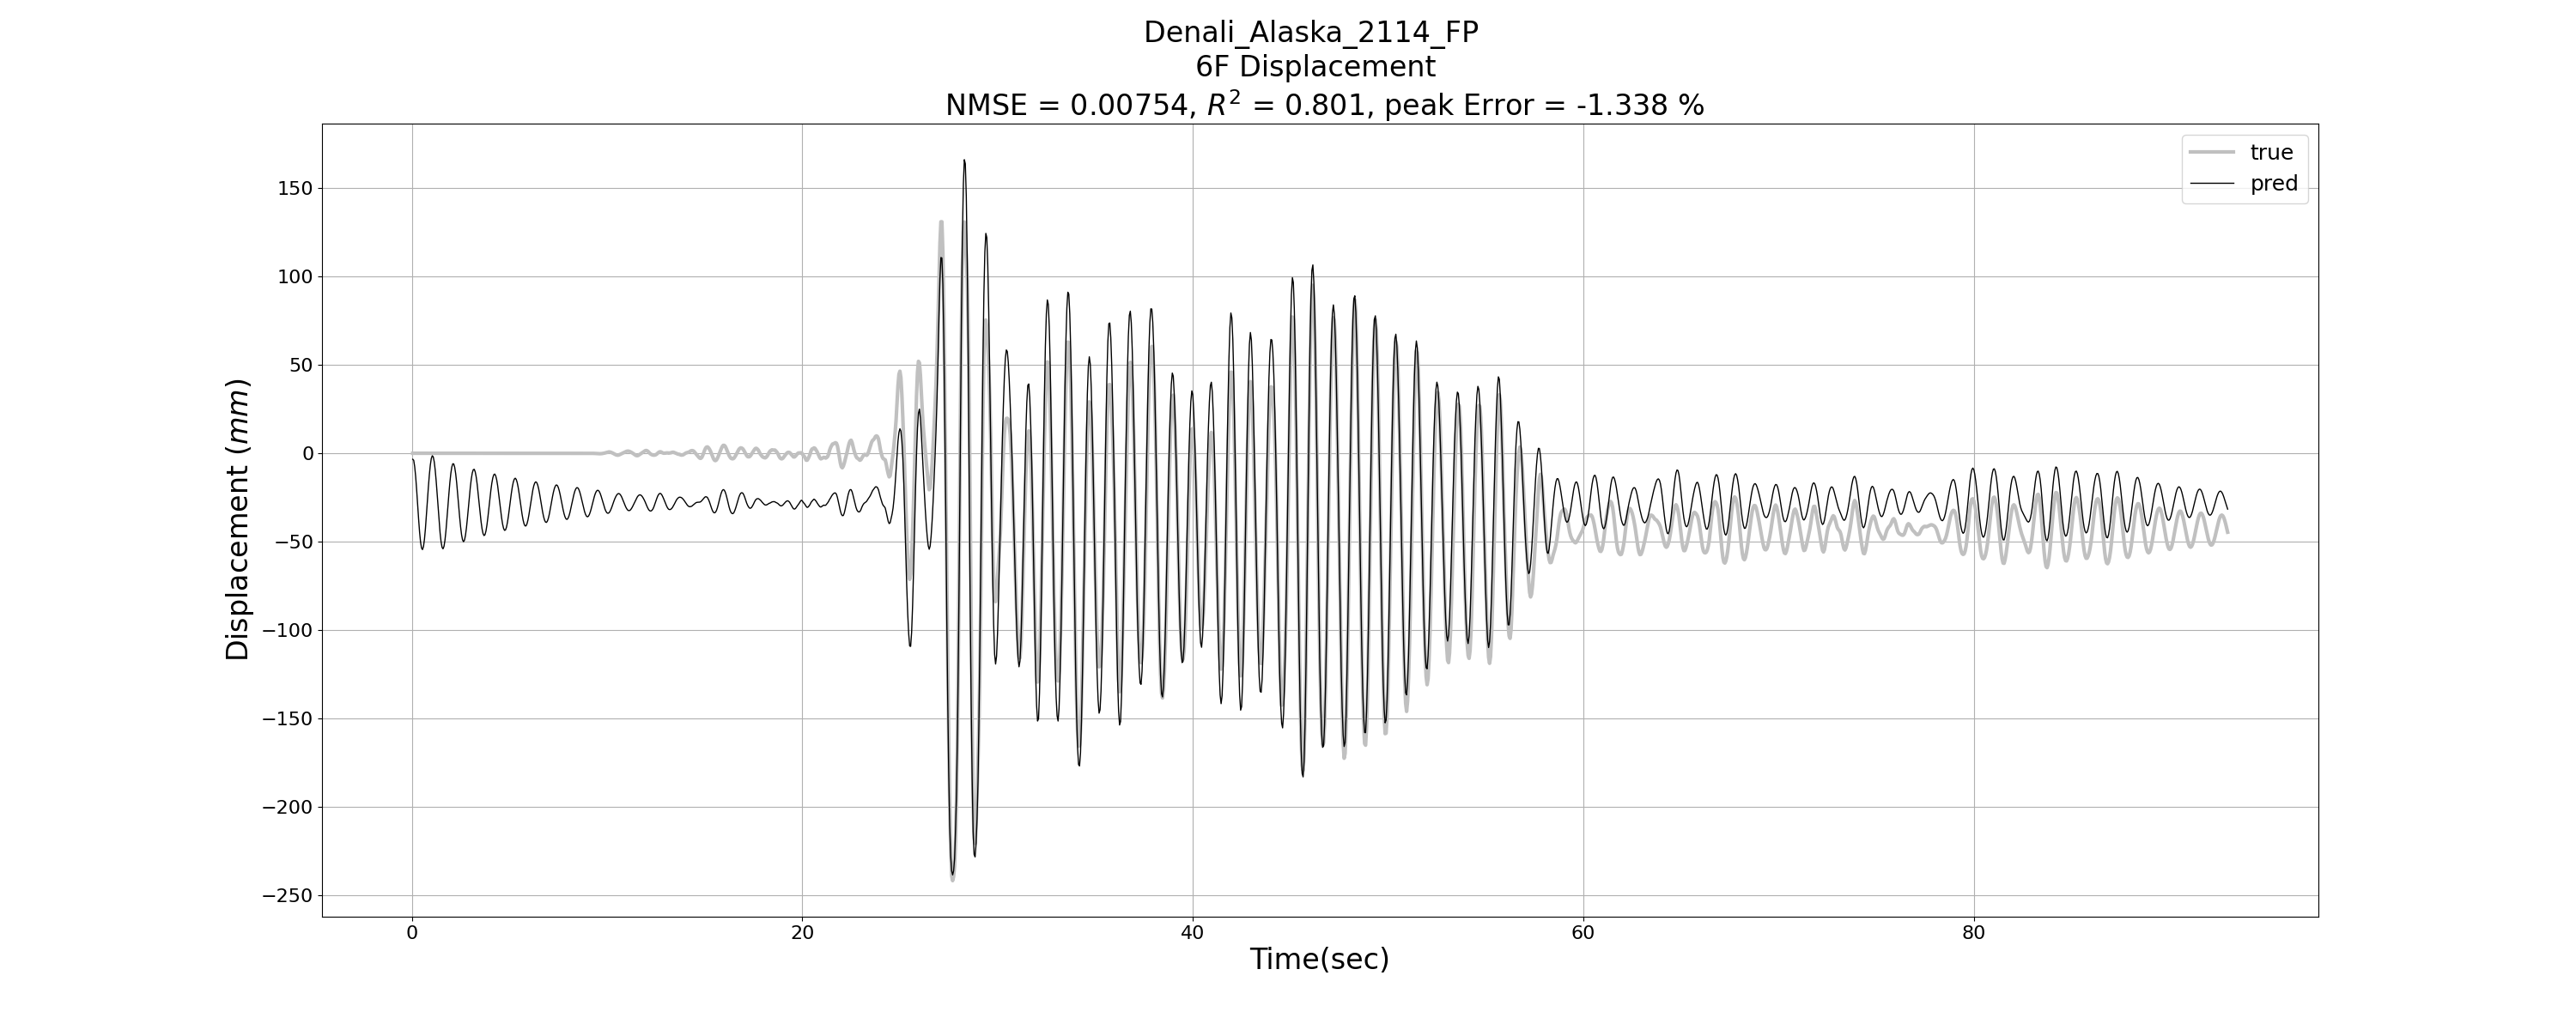 Denali_Alaska_2114_FP
6F Displacement
NMSE = 0.00754, R² = 0.801, peak Error = -1.338 %
true
pred
150
100
50
0
−50
−100
−150
−200
−250
Displacement (mm)
0 20 40 60 80
Time(sec)